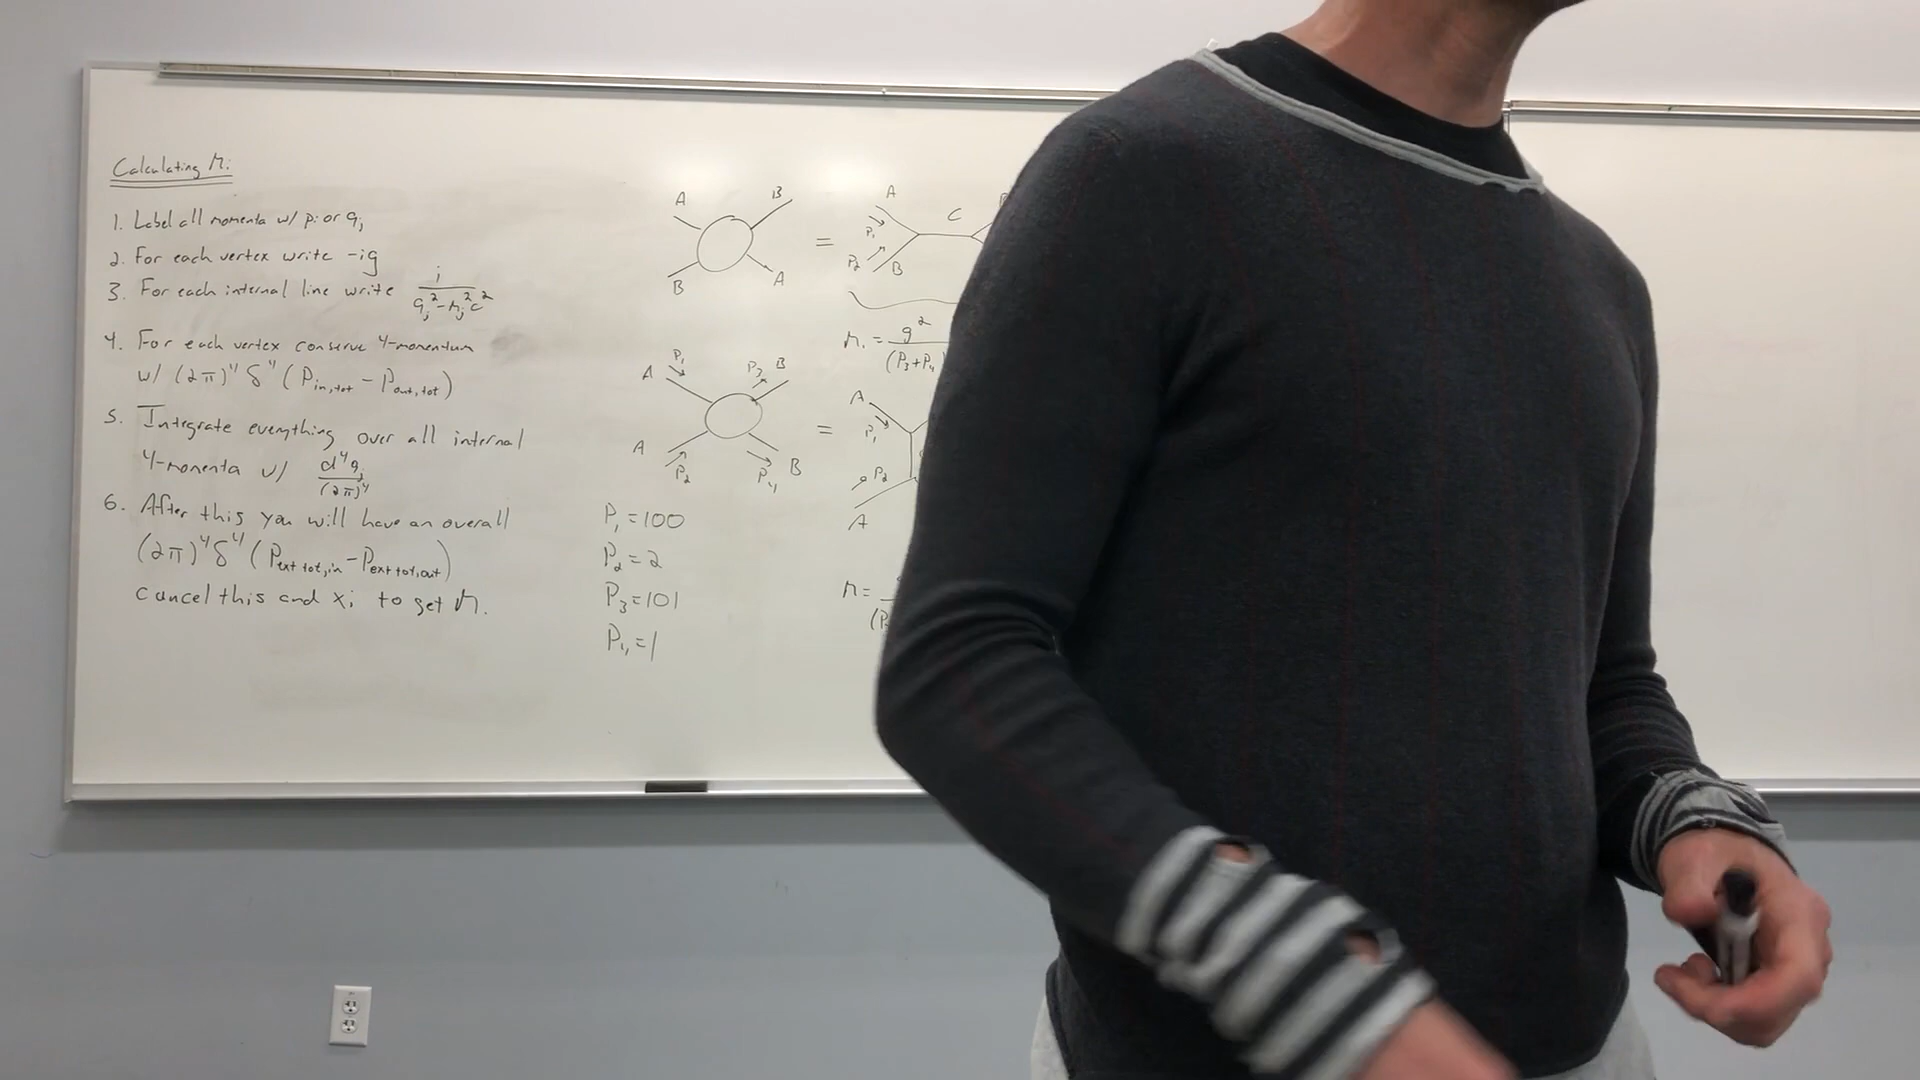 Calculating M:
1. Label all momenta w/ pᵢ or qⱼ
2. For each vertex write -ig
3. For each internal line write i/(qⱼ² - mⱼ²c²)
4. For each vertex conserve 4-momentum
w/ (2π)⁴ δ⁴ (P_in,tot - P_out,tot)
5. Integrate everything over all internal
4-momenta w/ d⁴qⱼ/(2π)⁴
6. After this you will have an overall
(2π)⁴ δ⁴ (P_ext tot,in - P_ext tot,out)
cancel this and xi to get M.
A B
B A
=
A C
P₁
P₂ B
M = g²/(P₃+P₄)
A P₁ P₃ B
A P₂ P₄ B
=
A
P₁
P₂
A
P₁ = 100
P₂ = 2
P₃ = 101
P₄ = 1
M =